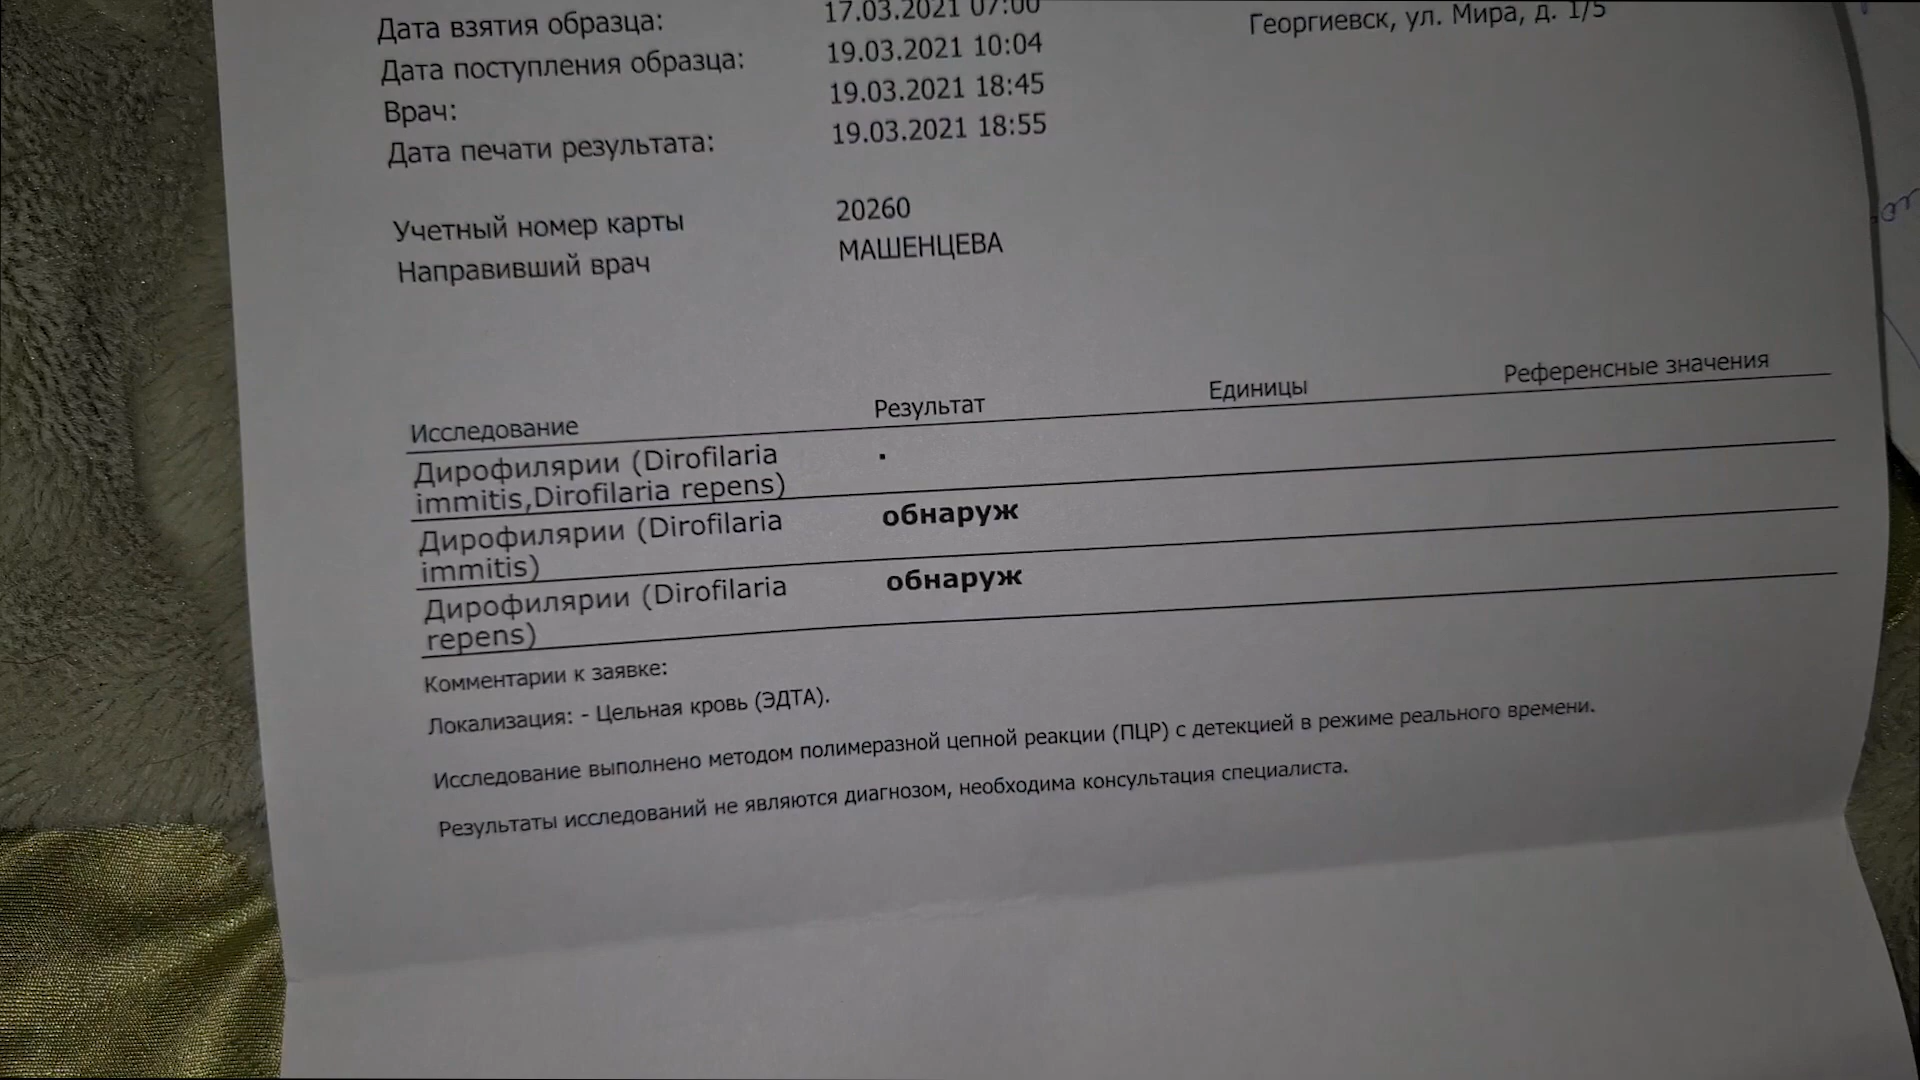 Дата взятия образца: 17.03.2021 07:00
Георгиевск, ул. Мира, д. 1/5
Дата поступления образца: 19.03.2021 10:04
Врач: 19.03.2021 18:45
Дата печати результата: 19.03.2021 18:55
Учетный номер карты 20260
Направивший врач МАШЕНЦЕВА
Исследование Результат Единицы Референсные значения
Дирофилярии (Dirofilaria .
immitis,Dirofilaria repens)
Дирофилярии (Dirofilaria обнаруж
immitis)
Дирофилярии (Dirofilaria обнаруж
repens)
Комментарии к заявке:
Локализация: - Цельная кровь (ЭДТА).
Исследование выполнено методом полимеразной цепной реакции (ПЦР) с детекцией в режиме реального времени.
Результаты исследований не являются диагнозом, необходима консультация специалиста.